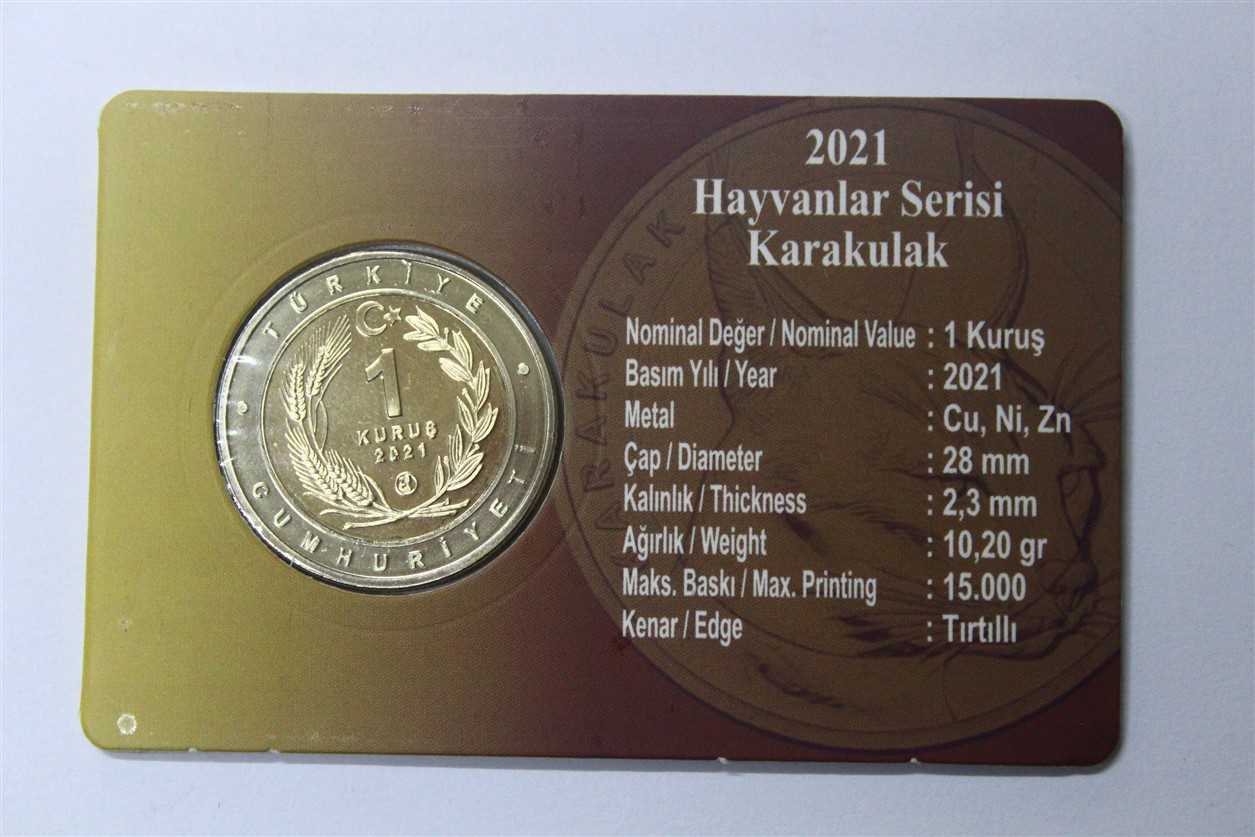 2021
Hayvanlar Serisi
Karakulak
Nominal Değer / Nominal Value : 1 Kuruş
Basım Yılı / Year : 2021
Metal : Cu, Ni, Zn
Çap / Diameter : 28 mm
Kalınlık / Thickness : 2,3 mm
Ağırlık / Weight : 10,20 gr
Maks. Baskı / Max. Printing : 15.000
Kenar / Edge : Tırtıllı
TÜRKİYE
CUMHURİYETİ
1
KURUŞ
2021
KARAKULAK